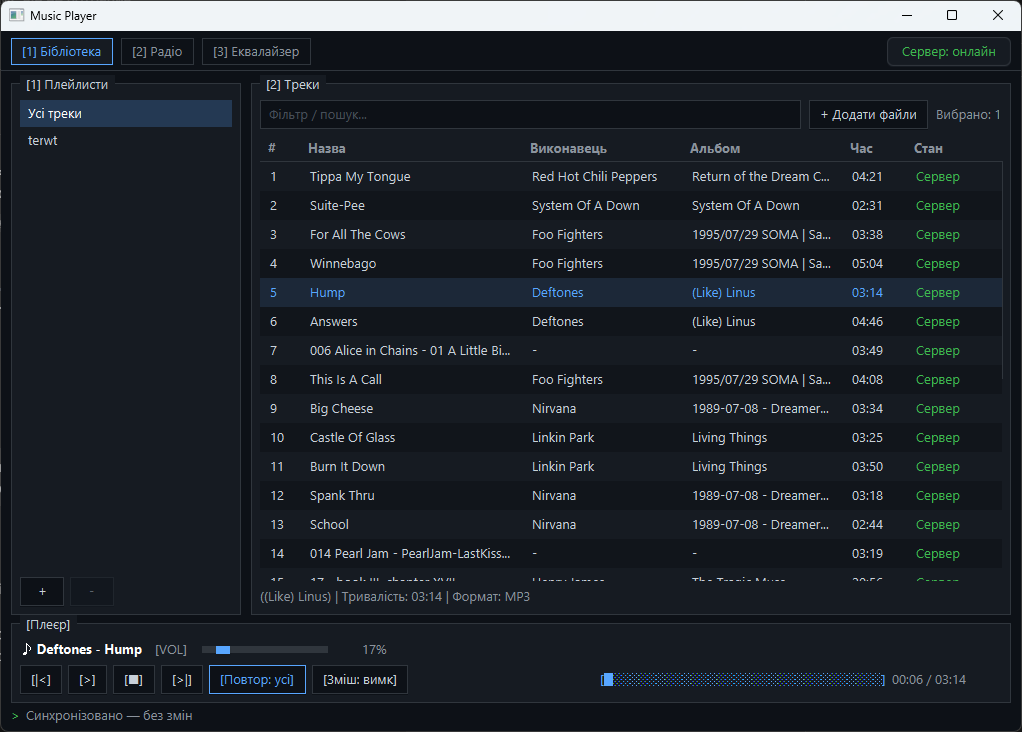 Music Player
[1] Бібліотека [2] Радіо [3] Еквалайзер Сервер: онлайн
[1] Плейлисти
Усі треки
terwt
+ -
[2] Треки
Фільтр / пошук... + Додати файли Вибрано: 1
# Назва Виконавець Альбом Час Стан
1 Tippa My Tongue Red Hot Chili Peppers Return of the Dream C... 04:21 Сервер
2 Suite-Pee System Of A Down System Of A Down 02:31 Сервер
3 For All The Cows Foo Fighters 1995/07/29 SOMA | Sa... 03:38 Сервер
4 Winnebago Foo Fighters 1995/07/29 SOMA | Sa... 05:04 Сервер
5 Hump Deftones (Like) Linus 03:14 Сервер
6 Answers Deftones (Like) Linus 04:46 Сервер
7 006 Alice in Chains - 01 A Little Bi... - - 03:49 Сервер
8 This Is A Call Foo Fighters 1995/07/29 SOMA | Sa... 04:08 Сервер
9 Big Cheese Nirvana 1989-07-08 - Dreamer... 03:34 Сервер
10 Castle Of Glass Linkin Park Living Things 03:25 Сервер
11 Burn It Down Linkin Park Living Things 03:50 Сервер
12 Spank Thru Nirvana 1989-07-08 - Dreamer... 03:18 Сервер
13 School Nirvana 1989-07-08 - Dreamer... 02:44 Сервер
14 014 Pearl Jam - PearlJam-LastKiss... - - 03:19 Сервер
((Like) Linus) | Тривалість: 03:14 | Формат: MP3
[Плеєр]
♪ Deftones - Hump [VOL] 17%
[|<] [>] [■] [>|] [Повтор: усі] [Зміш: вимк] [ ] 00:06 / 03:14
> Синхронізовано — без змін